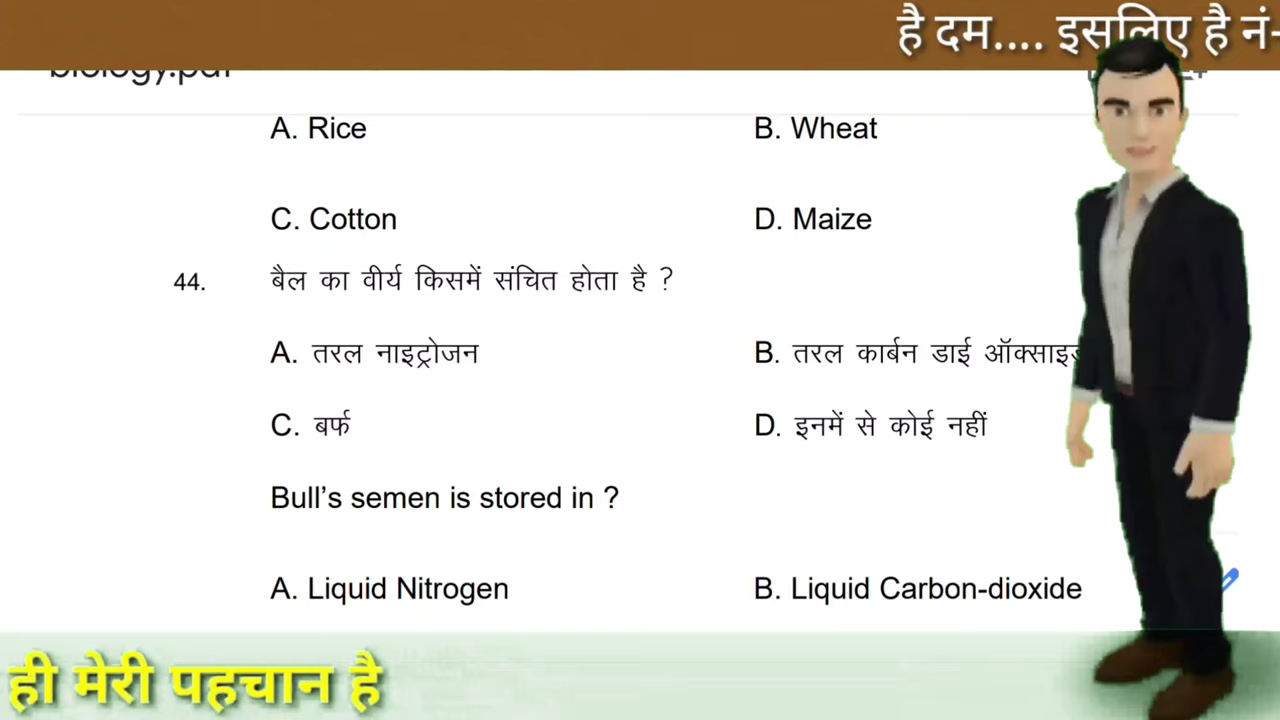 है दम.... इसलिए है नं-
biology.pdf
A. Rice B. Wheat
C. Cotton D. Maize
44. बैल का वीर्य किसमें संचित होता है ?
A. तरल नाइट्रोजन B. तरल कार्बन डाई ऑक्साइड
C. बर्फ D. इनमें से कोई नहीं
Bull’s semen is stored in ?
A. Liquid Nitrogen B. Liquid Carbon-dioxide
ही मेरी पहचान है